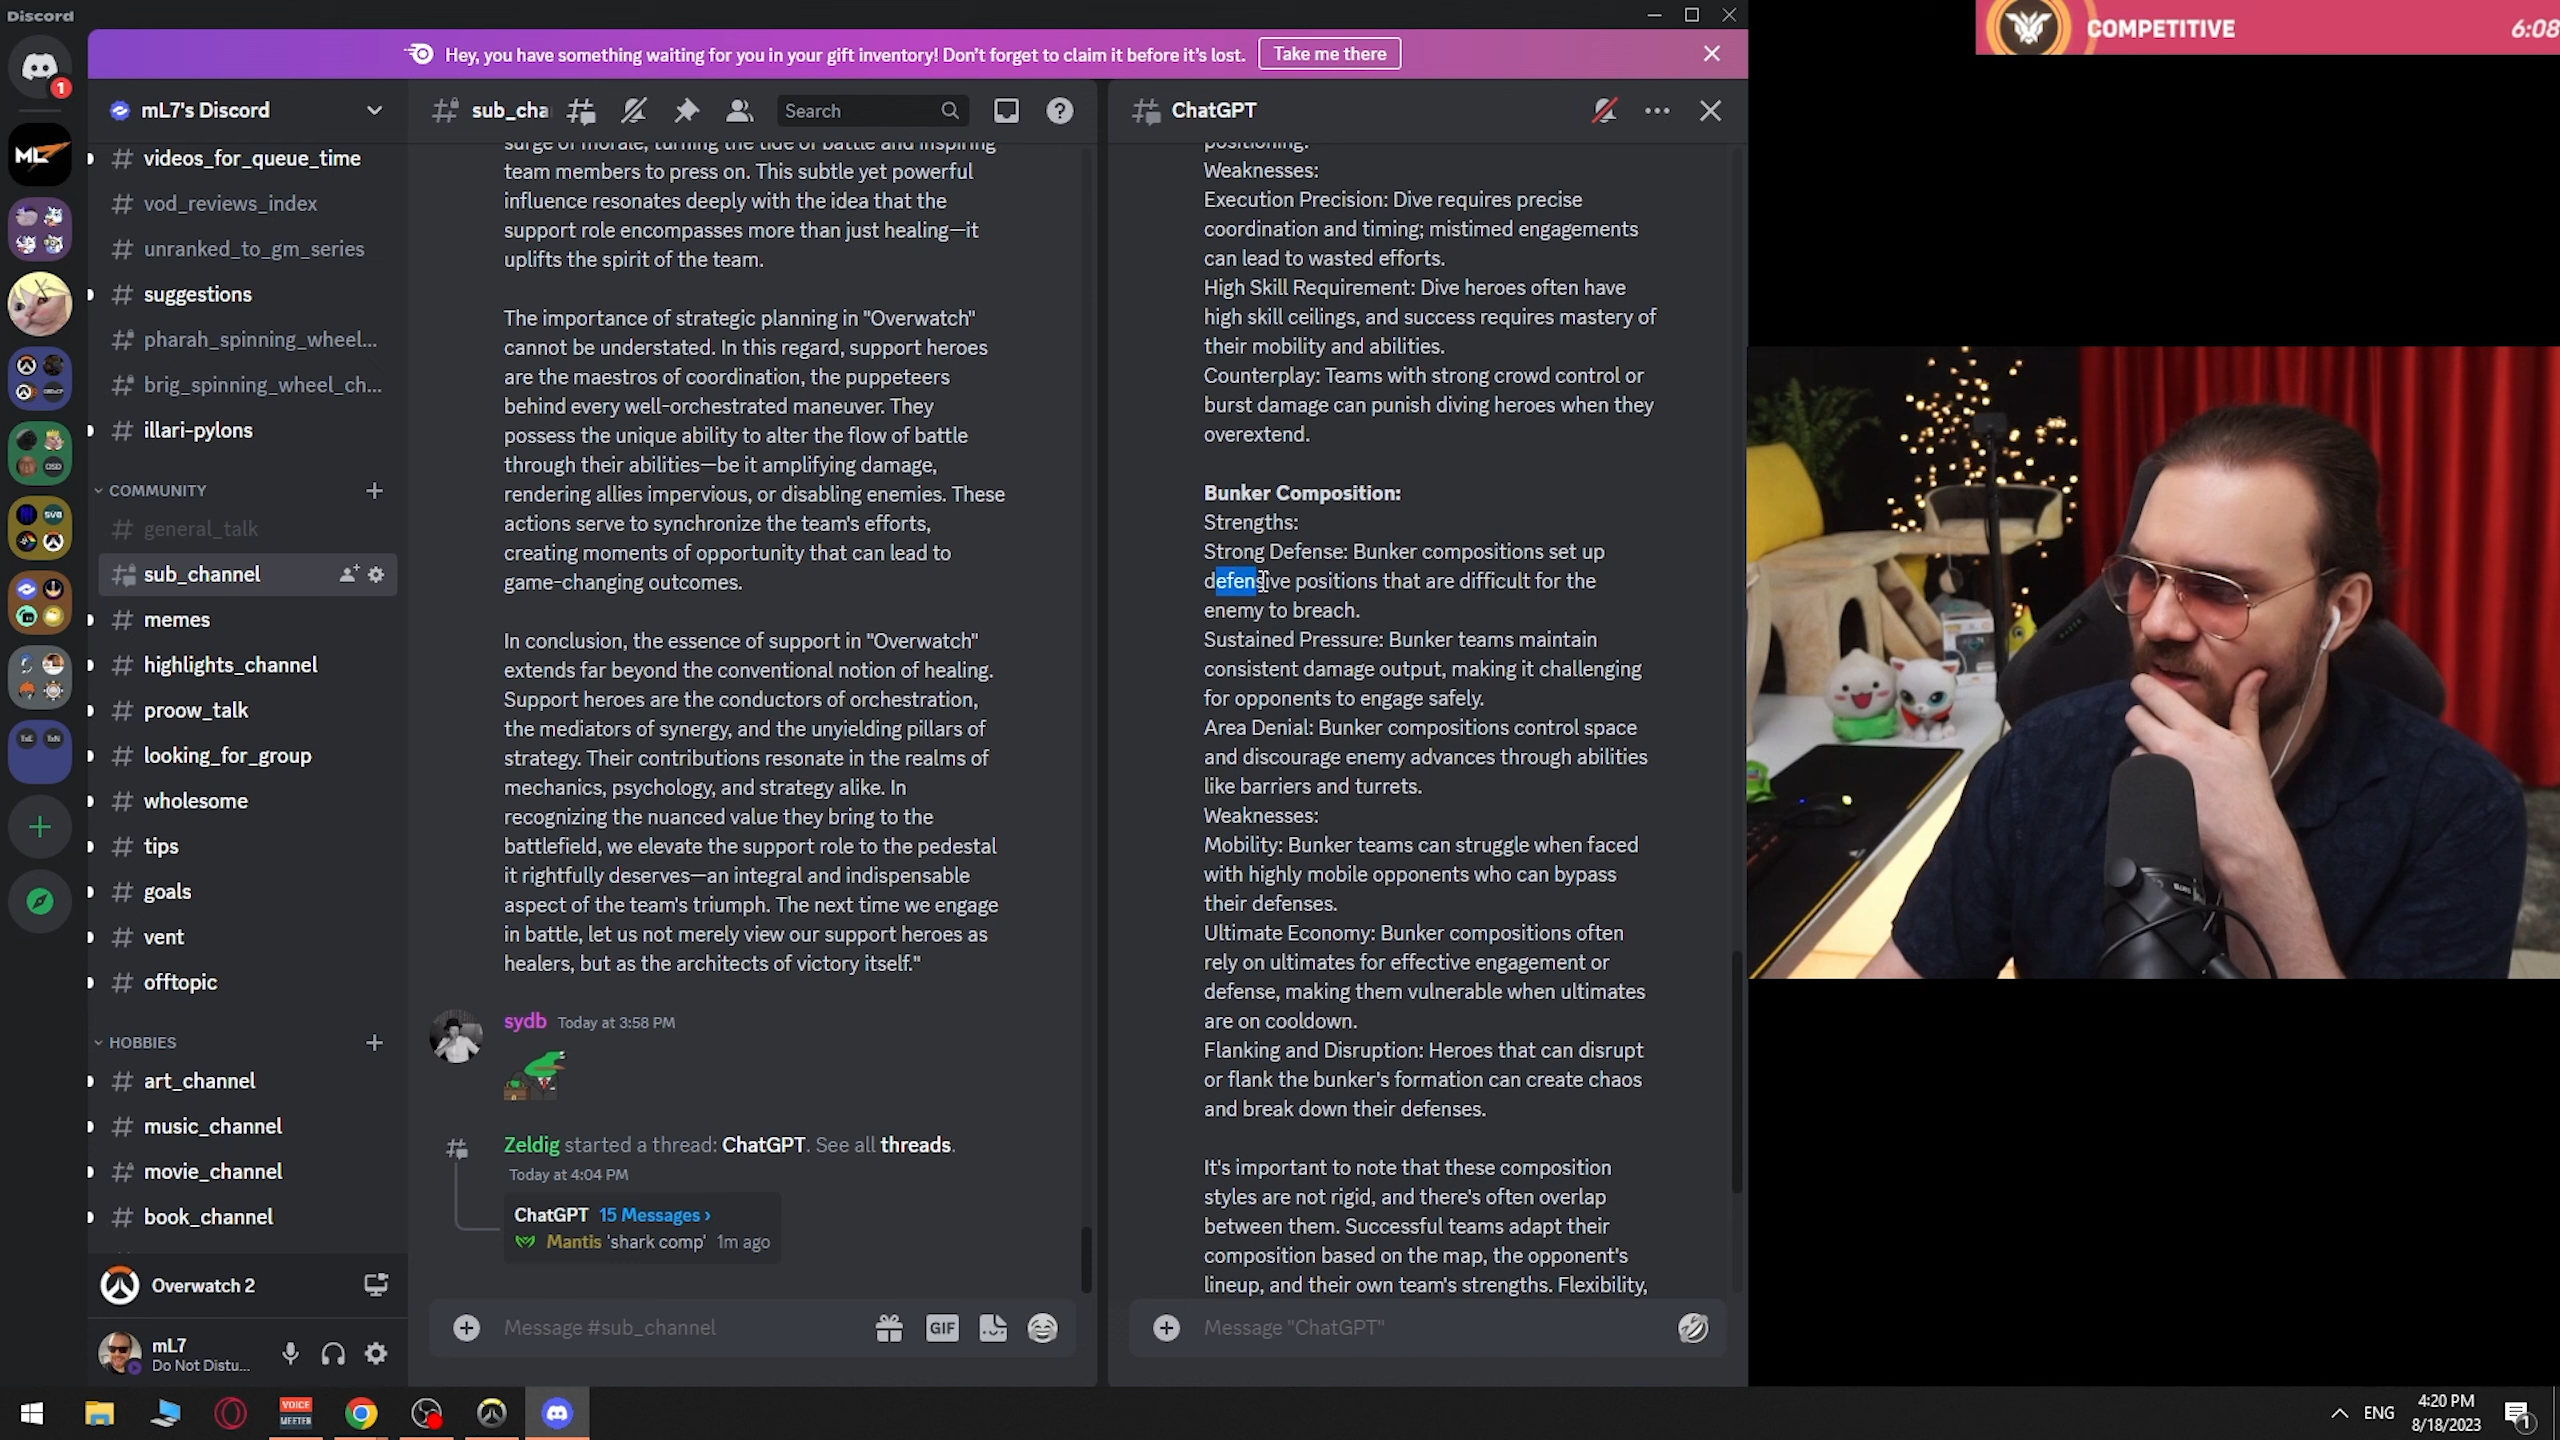 Discord
Hey, you have something waiting for you in your gift inventory! Don't forget to claim it before it's lost.
Take me there
COMPETITIVE
6:08
1
mL7's Discord
videos_for_queue_time
vod_reviews_index
unranked_to_gm_series
suggestions
pharah_spinning_wheel...
brig_spinning_wheel_ch...
illari-pylons
COMMUNITY
general_talk
sub_channel
memes
highlights_channel
proow_talk
looking_for_group
wholesome
tips
goals
vent
offtopic
HOBBIES
art_channel
music_channel
movie_channel
book_channel
Overwatch 2
mL7
Do Not Distu...
sub_cha
Search
surge of morale, turning the tide of battle and inspiring
team members to press on. This subtle yet powerful
influence resonates deeply with the idea that the
support role encompasses more than just healing—it
uplifts the spirit of the team.
The importance of strategic planning in "Overwatch"
cannot be understated. In this regard, support heroes
are the maestros of coordination, the puppeteers
behind every well-orchestrated maneuver. They
possess the unique ability to alter the flow of battle
through their abilities—be it amplifying damage,
rendering allies impervious, or disabling enemies. These
actions serve to synchronize the team's efforts,
creating moments of opportunity that can lead to
game-changing outcomes.
In conclusion, the essence of support in "Overwatch"
extends far beyond the conventional notion of healing.
Support heroes are the conductors of orchestration,
the mediators of synergy, and the unyielding pillars of
strategy. Their contributions resonate in the realms of
mechanics, psychology, and strategy alike. In
recognizing the nuanced value they bring to the
battlefield, we elevate the support role to the pedestal
it rightfully deserves—an integral and indispensable
aspect of the team's triumph. The next time we engage
in battle, let us not merely view our support heroes as
healers, but as the architects of victory itself."
sydb Today at 3:58 PM
Zeldig started a thread: ChatGPT. See all threads.
Today at 4:04 PM
ChatGPT 15 Messages ›
Mantis 'shark comp' 1m ago
Message #sub_channel
GIF
ChatGPT
positioning.
Weaknesses:
Execution Precision: Dive requires precise
coordination and timing; mistimed engagements
can lead to wasted efforts.
High Skill Requirement: Dive heroes often have
high skill ceilings, and success requires mastery of
their mobility and abilities.
Counterplay: Teams with strong crowd control or
burst damage can punish diving heroes when they
overextend.
Bunker Composition:
Strengths:
Strong Defense: Bunker compositions set up
defensive positions that are difficult for the
enemy to breach.
Sustained Pressure: Bunker teams maintain
consistent damage output, making it challenging
for opponents to engage safely.
Area Denial: Bunker compositions control space
and discourage enemy advances through abilities
like barriers and turrets.
Weaknesses:
Mobility: Bunker teams can struggle when faced
with highly mobile opponents who can bypass
their defenses.
Ultimate Economy: Bunker compositions often
rely on ultimates for effective engagement or
defense, making them vulnerable when ultimates
are on cooldown.
Flanking and Disruption: Heroes that can disrupt
or flank the bunker's formation can create chaos
and break down their defenses.
It's important to note that these composition
styles are not rigid, and there's often overlap
between them. Successful teams adapt their
composition based on the map, the opponent's
lineup, and their own team's strengths. Flexibility,
Message "ChatGPT"
VOICE
MEETER
ENG
4:20 PM
8/18/2023
1